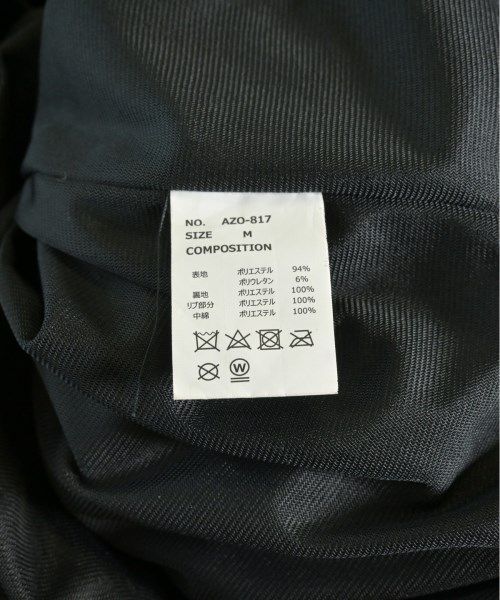 NO. AZO-817
SIZE M
COMPOSITION
表地 ポリエステル 94%
ポリウレタン 6%
裏地 ポリエステル 100%
リブ部分 ポリエステル 100%
中綿 ポリエステル 100%
W